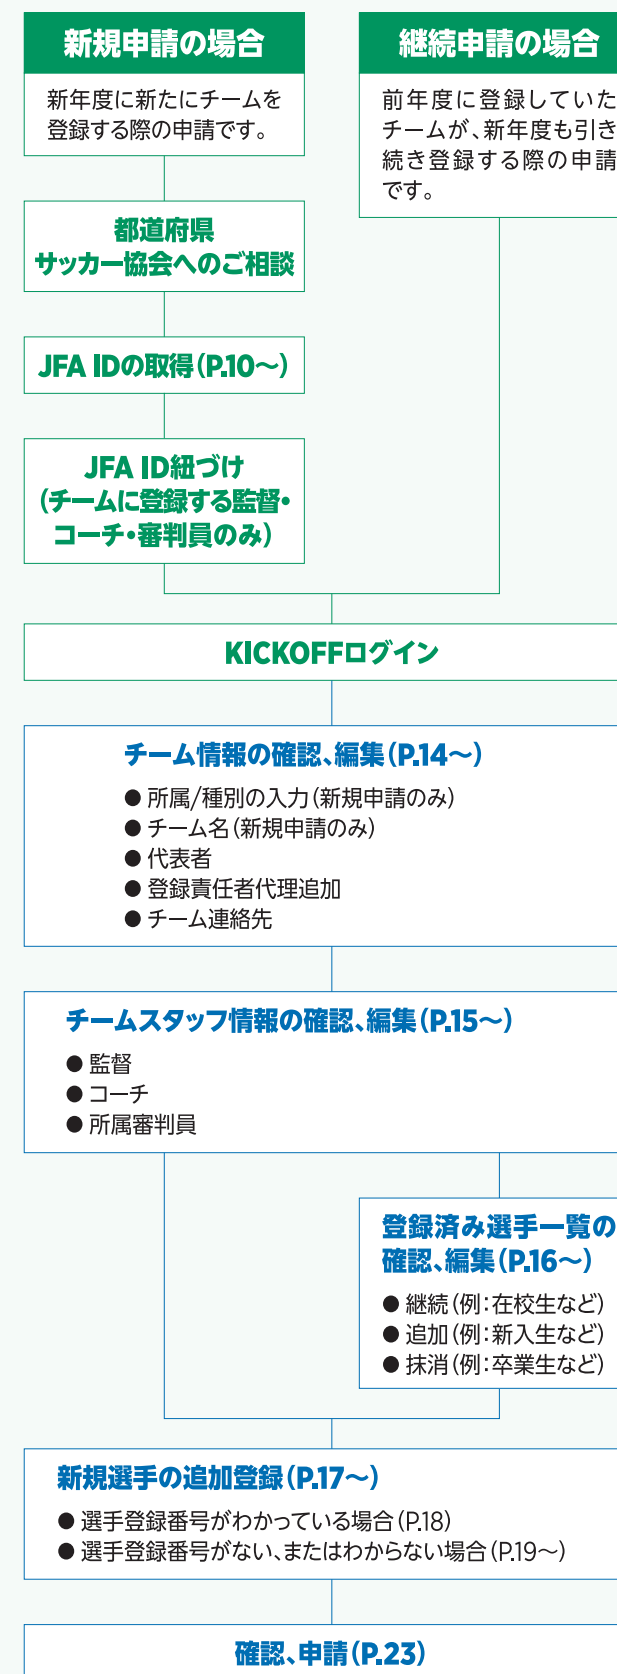 新規申請の場合
新年度に新たにチームを
登録する際の申請です。
継続申請の場合
前年度に登録していた
チームが、新年度も引き
続き登録する際の申請
です。
都道府県
サッカー協会へのご相談
JFA IDの取得(P.10～)
JFA ID紐づけ
(チームに登録する監督・
コーチ・審判員のみ)
KICKOFFログイン
チーム情報の確認、編集(P.14～)
● 所属/種別の入力(新規申請のみ)
● チーム名(新規申請のみ)
● 代表者
● 登録責任者代理追加
● チーム連絡先
チームスタッフ情報の確認、編集(P.15～)
● 監督
● コーチ
● 所属審判員
登録済み選手一覧の
確認、編集(P.16～)
● 継続(例:在校生など)
● 追加(例:新入生など)
● 抹消(例:卒業生など)
新規選手の追加登録(P.17～)
● 選手登録番号がわかっている場合(P.18)
● 選手登録番号がない、またはわからない場合(P.19～)
確認、申請(P.23)